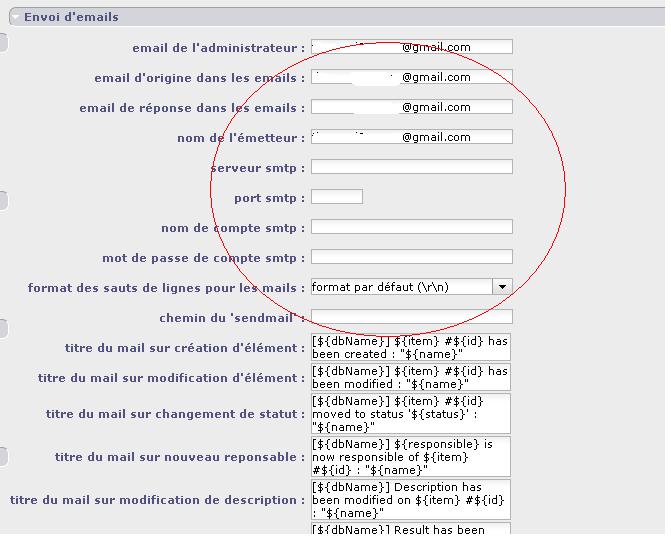 Envoi d'emails
email de l'administrateur : @gmail.com
email d'origine dans les emails : @gmail.com
email de réponse dans les emails : @gmail.com
nom de l'émetteur : @gmail.com
serveur smtp :
port smtp :
nom de compte smtp :
mot de passe de compte smtp :
format des sauts de lignes pour les mails : format par défaut (\r\n)
chemin du 'sendmail' :
titre du mail sur création d'élément : [${dbName}] ${item} #${id} has
been created : "${name}"
titre du mail sur modification d'élément : [${dbName}] ${item} #${id} has
been modified : "${name}"
titre du mail sur changement de statut : [${dbName}] ${item} #${id}
moved to status '${status}' :
"${name}"
titre du mail sur nouveau reponsable : [${dbName}] ${responsible} is
now responsible of ${item}
#${id} : "${name}"
titre du mail sur modification de description : [${dbName}] Description has
been modified on ${item} #${id}
: "${name}"
[${dbName}] Result has been